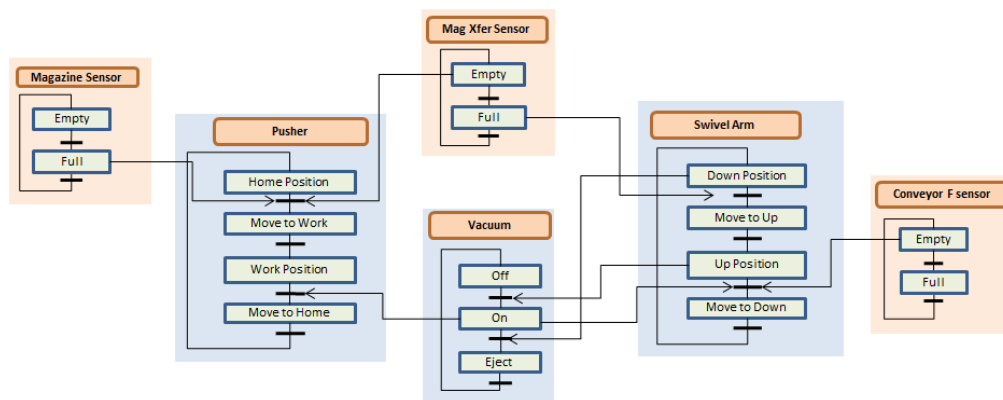 Magazine Sensor
Empty
Full
Pusher
Home Position
Move to Work
Work Position
Move to Home
Mag Xfer Sensor
Empty
Full
Vacuum
Off
On
Eject
Swivel Arm
Down Position
Move to Up
Up Position
Move to Down
Conveyor F sensor
Empty
Full